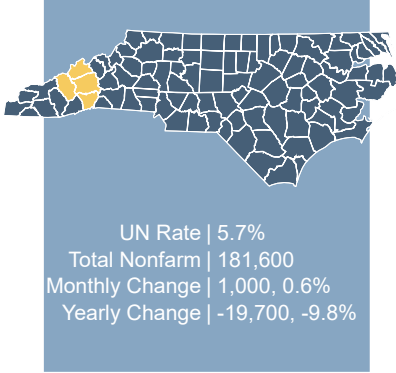 UN Rate | 5.7%
Total Nonfarm | 181,600
Monthly Change | 1,000, 0.6%
Yearly Change | -19,700, -9.8%